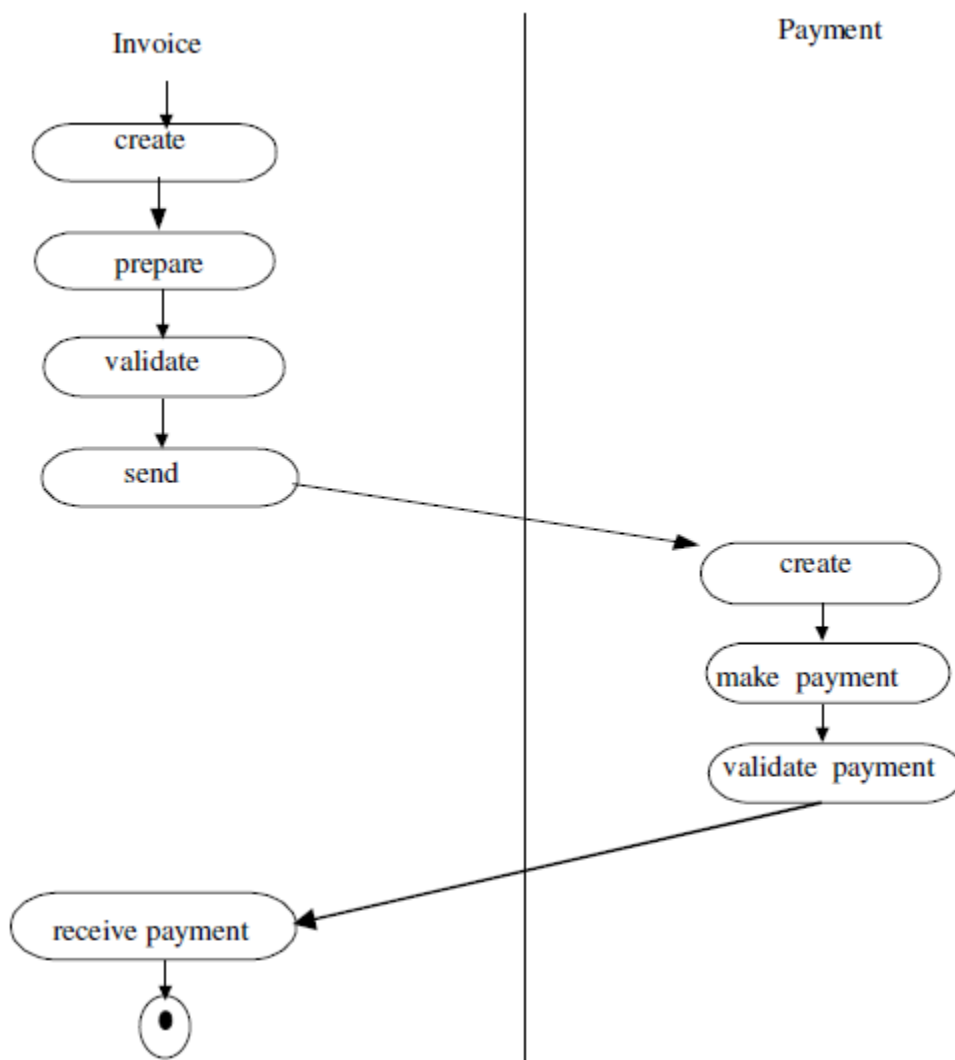 Invoice
Payment
create
prepare
validate
send
create
make payment
validate payment
receive payment